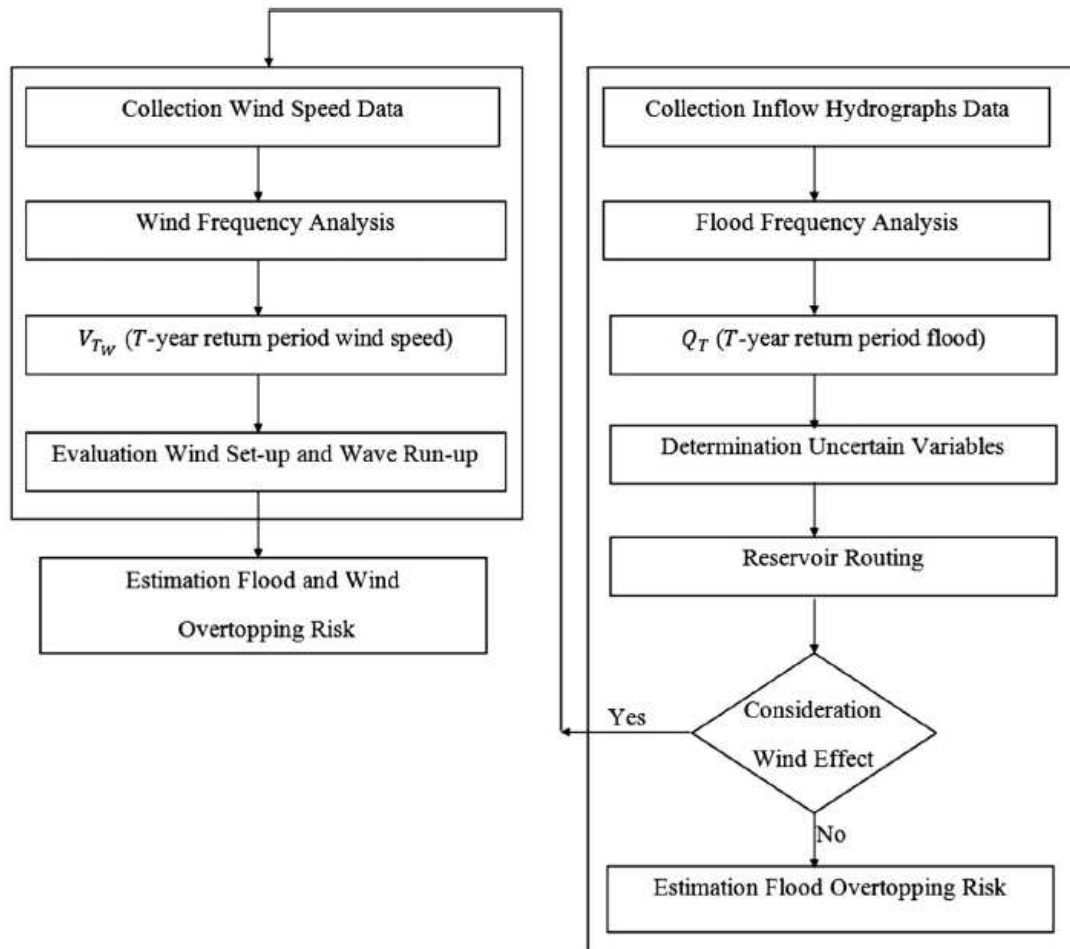 Collection Wind Speed Data
Wind Frequency Analysis
V_{T_W} (T-year return period wind speed)
Evaluation Wind Set-up and Wave Run-up
Estimation Flood and Wind
Overtopping Risk
Collection Inflow Hydrographs Data
Flood Frequency Analysis
Q_T (T-year return period flood)
Determination Uncertain Variables
Reservoir Routing
Consideration
Wind Effect
Yes
No
Estimation Flood Overtopping Risk